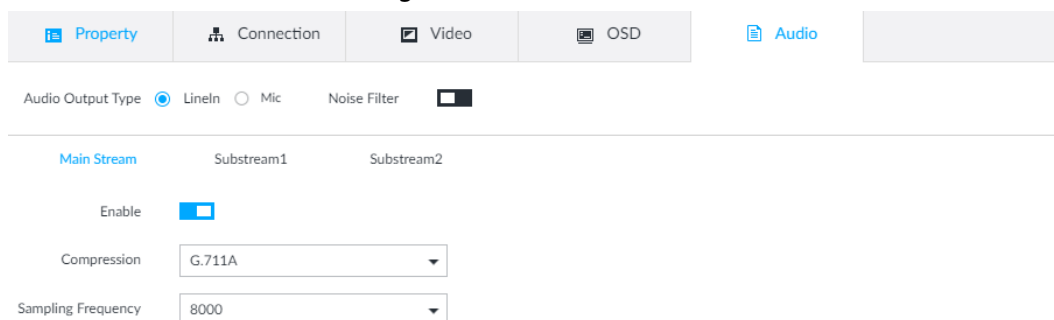 Property Connection Video OSD Audio
Audio Output Type LineIn Mic Noise Filter
Main Stream Substream1 Substream2
Enable
Compression G.711A
Sampling Frequency 8000